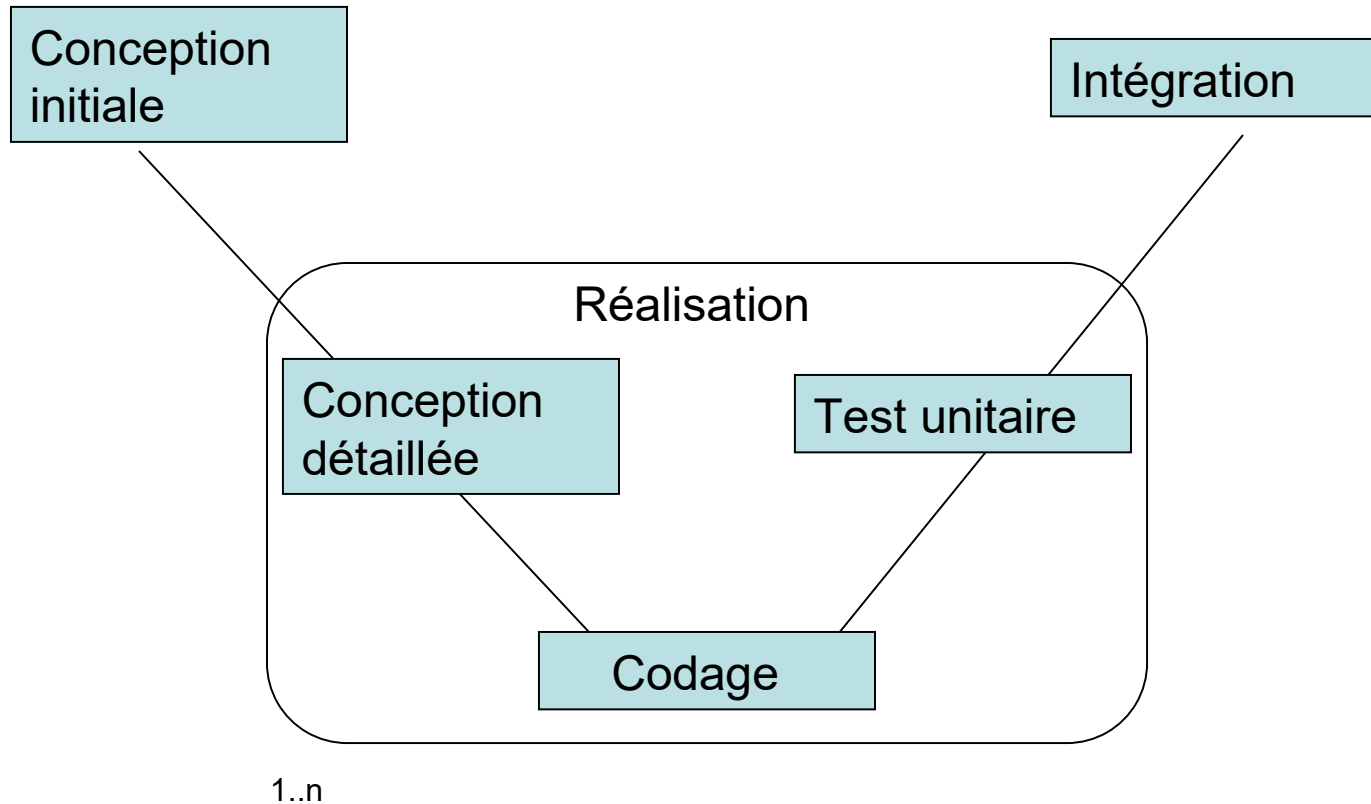 Conception
initiale
Intégration
Réalisation
Conception
détaillée
Test unitaire
Codage
1..n